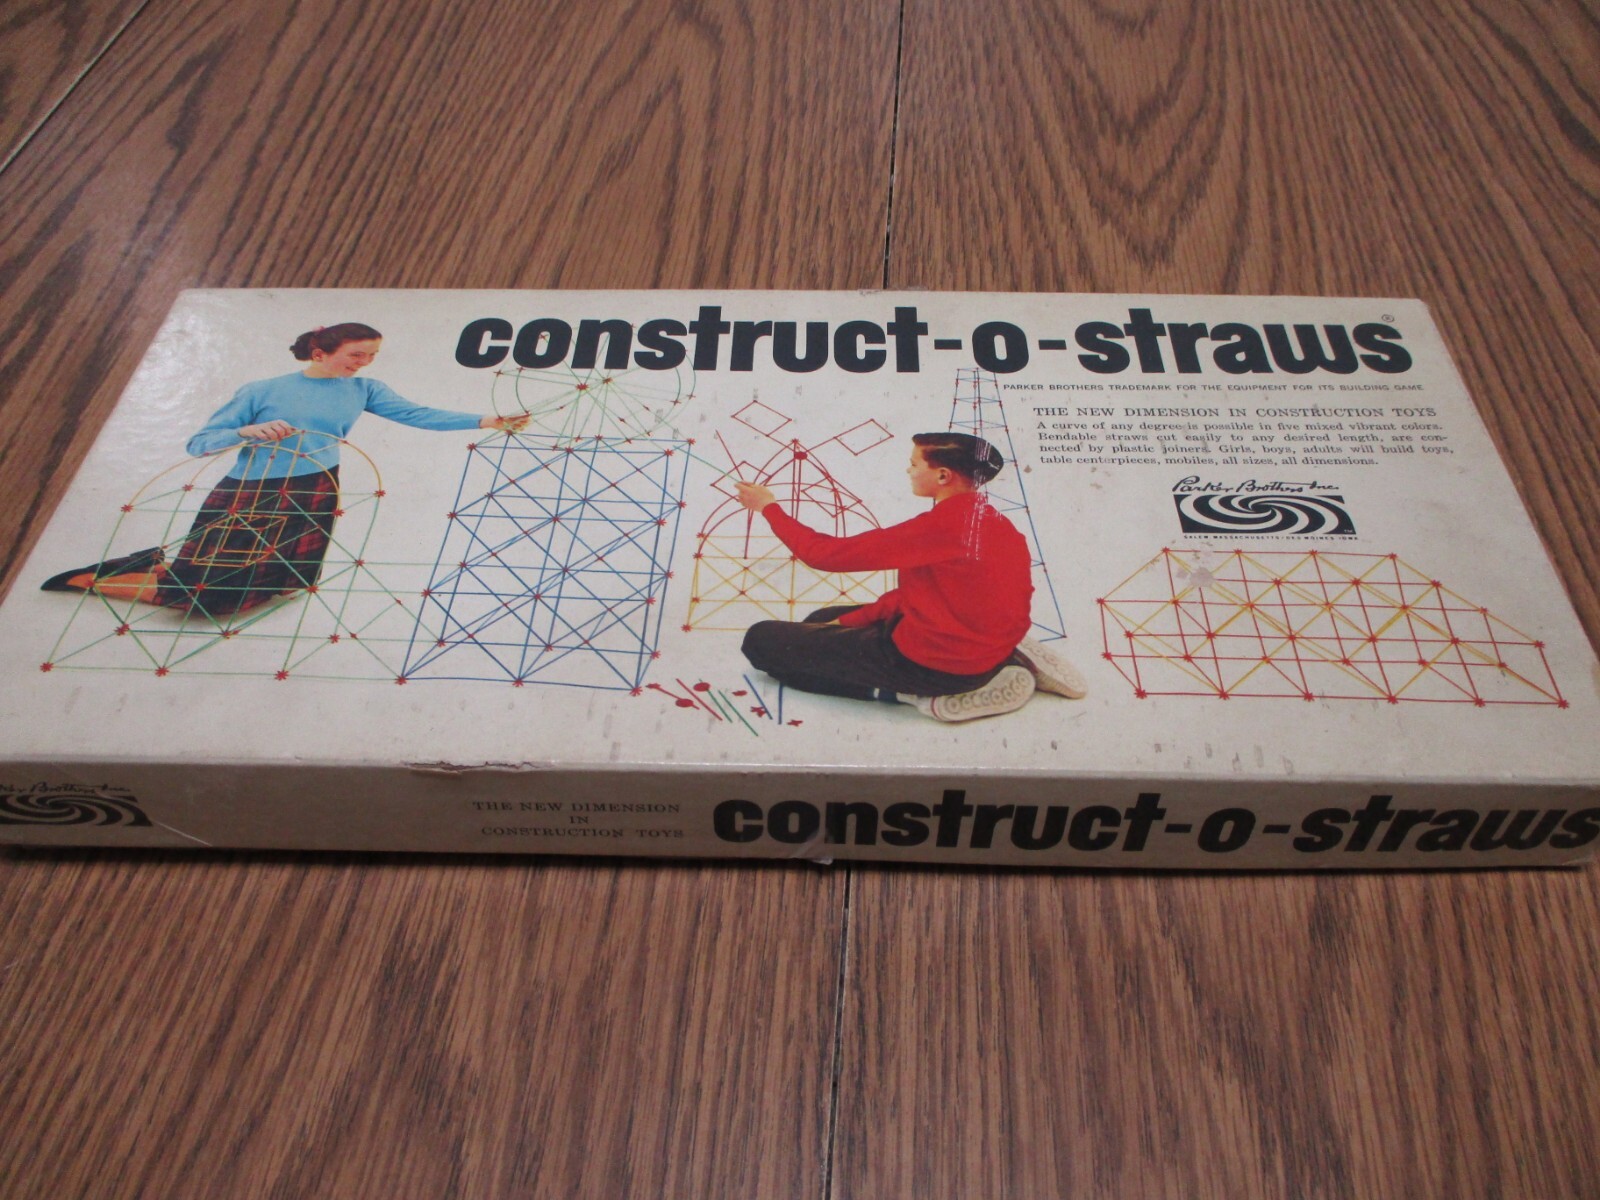 construct-o-straws®
PARKER BROTHERS TRADEMARK FOR THE EQUIPMENT FOR ITS BUILDING GAME
THE NEW DIMENSION IN CONSTRUCTION TOYS
A curve of any degree is possible in five mixed vibrant colors.
Bendable straws cut easily to any desired length, are con-
nected by plastic joiners. Girls, boys, adults will build toys,
table centerpieces, mobiles, all sizes, all dimensions.
Parker Brothers Inc.
SALEM MASSACHUSETTS / DES MOINES IOWA
Brothers Inc.
THE NEW DIMENSION
IN
CONSTRUCTION TOYS
construct-o-straws